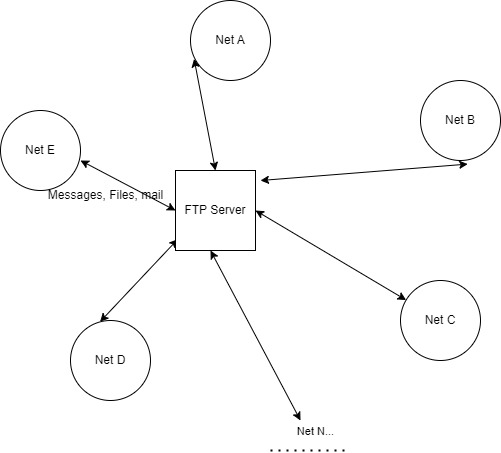 Net A
Net B
Net E
Messages, Files, mail
FTP Server
Net C
Net D
Net N...
..........